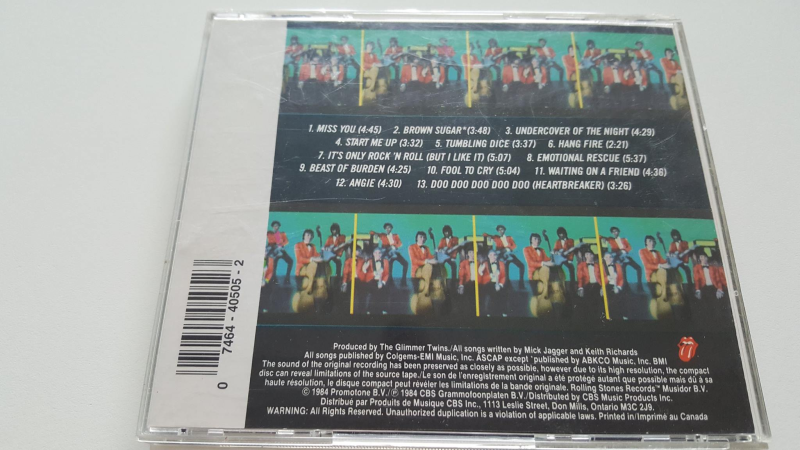 1. MISS YOU (4:45) 2. BROWN SUGAR* (3:48) 3. UNDERCOVER OF THE NIGHT (4:29)
4. START ME UP (3:32) 5. TUMBLING DICE (3:37) 6. HANG FIRE (2:21)
7. IT'S ONLY ROCK 'N ROLL (BUT I LIKE IT) (5:07) 8. EMOTIONAL RESCUE (5:37)
9. BEAST OF BURDEN (4:25) 10. FOOL TO CRY (5:04) 11. WAITING ON A FRIEND (4:36)
12. ANGIE (4:30) 13. DOO DOO DOO DOO DOO (HEARTBREAKER) (3:26)
0 7464-40505-2
Produced by The Glimmer Twins./All songs written by Mick Jagger and Keith Richards
All songs published by Colgems-EMI Music, Inc. ASCAP except *published by ABKCO Music, Inc. BMI
The sound of the original recording has been preserved as closely as possible, however due to its high resolution, the compact
disc can reveal limitations of the source tape./Le son de l'enregistrement original a été protégé autant que possible mais dû à sa
haute résolution, le disque compact peut révéler les limitations de la bande originale. Rolling Stones Records™ Musidor B.V.
© 1984 Promotone B.V./℗ 1984 CBS Grammofoonplaten B.V./Distributed by CBS Music Products Inc.
Distribué par Produits de Musique CBS Inc., 1113 Leslie Street, Don Mills, Ontario M3C 2J9.
WARNING: All Rights Reserved. Unauthorized duplication is a violation of applicable laws. Printed in/Imprimé au Canada